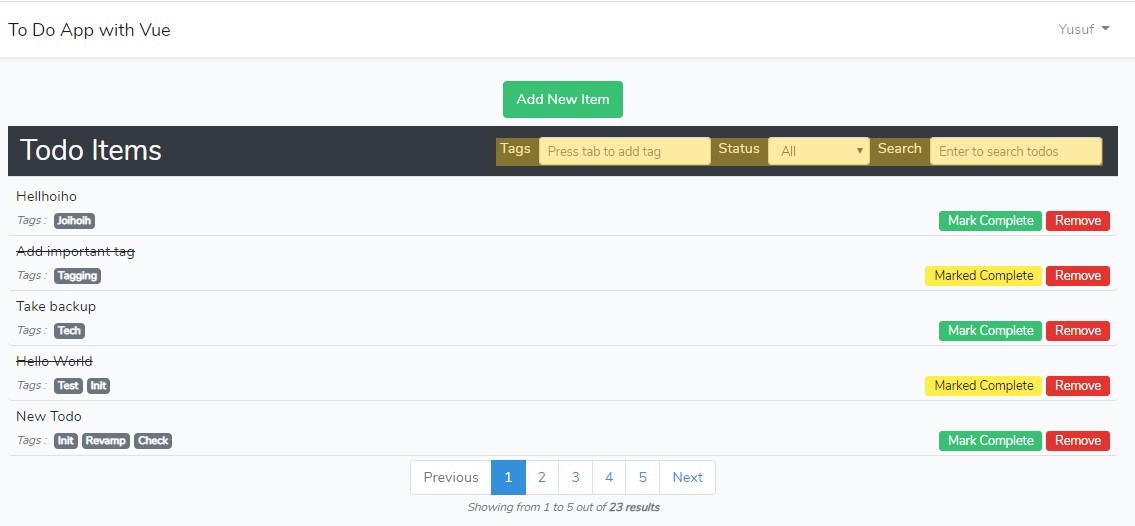 To Do App with Vue Yusuf
Add New Item
Todo Items Tags Press tab to add tag Status All Search Enter to search todos
Hellhoiho
Tags : Joihoih Mark Complete Remove
Add important tag
Tags : Tagging Marked Complete Remove
Take backup
Tags : Tech Mark Complete Remove
Hello World
Tags : Test Init Marked Complete Remove
New Todo
Tags : Init Revamp Check Mark Complete Remove
Previous 1 2 3 4 5 Next
Showing from 1 to 5 out of 23 results